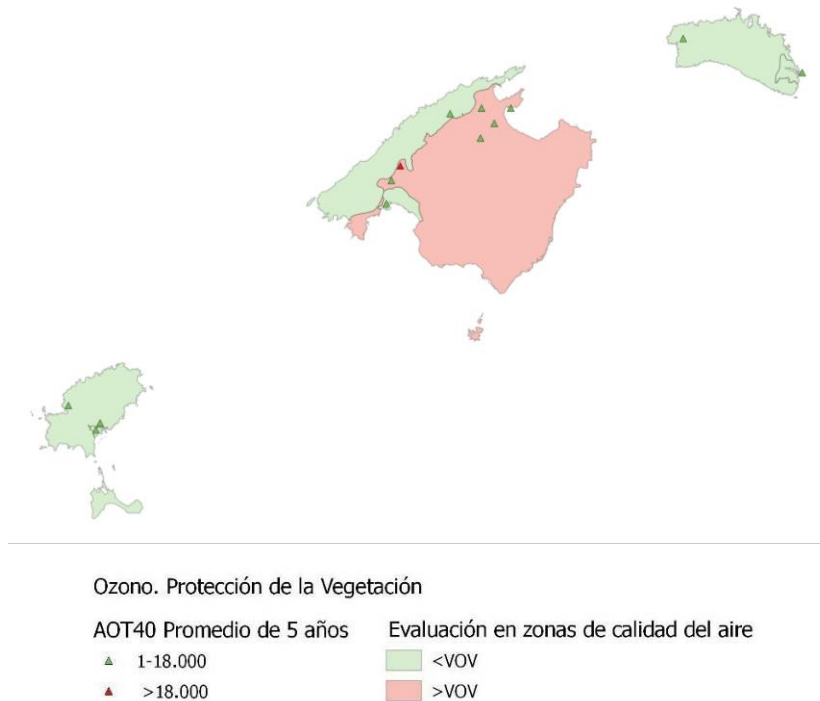 Ozono. Protección de la Vegetación
AOT40 Promedio de 5 años
Evaluación en zonas de calidad del aire
1-18.000
<VOV
>18.000
>VOV